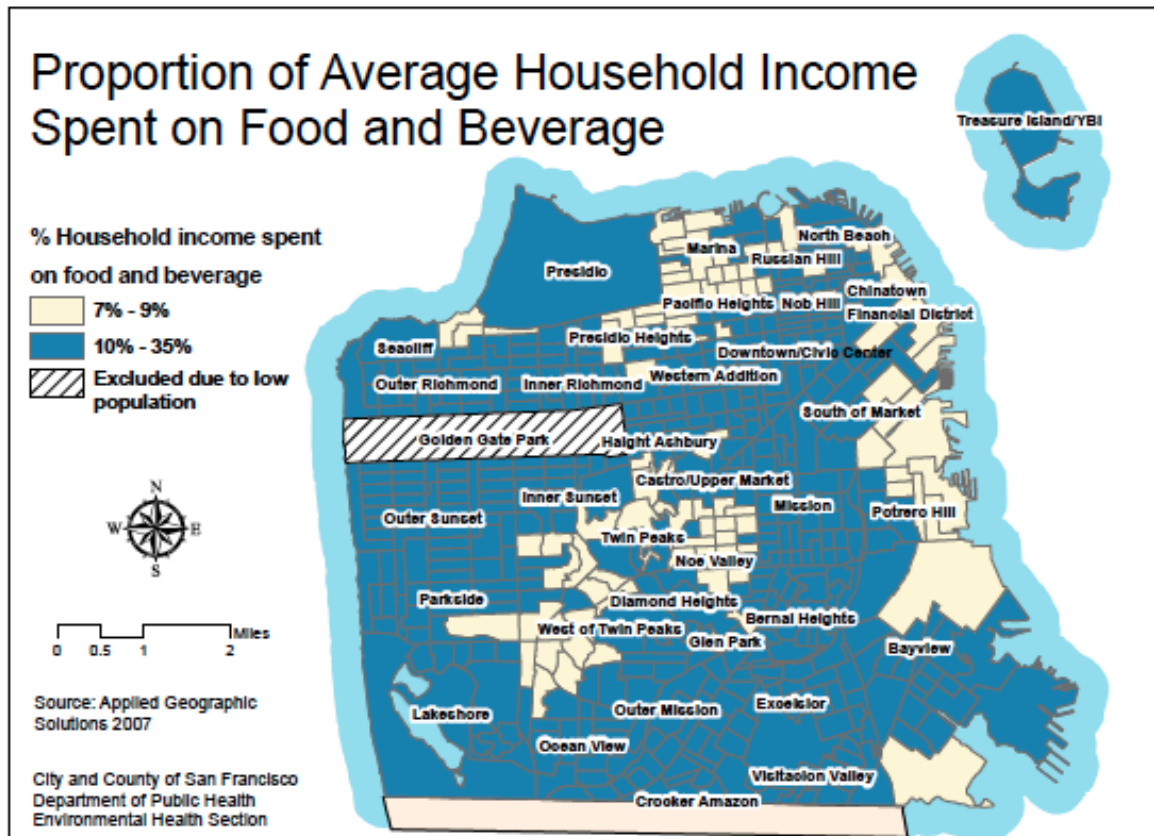 Proportion of Average Household Income
Spent on Food and Beverage
% Household income spent
on food and beverage
7% - 9%
10% - 35%
Excluded due to low
population
N
W
E
S
Miles
0
0.5
1
2
Source: Applied Geographic
Solutions 2007
City and County of San Francisco
Department of Public Health
Environmental Health Section
Treasure Island/YBI
North Beach
Marina
Russian Hill
Presidio
Chinatown
Pacific Heights
Nob Hill
Financial District
Presidio Heights
Seacliff
Downtown/Civic Center
Western Addition
Outer Richmond
Inner Richmond
South of Market
Golden Gate Park
Haight Ashbury
Castro/Upper Market
Inner Sunset
Mission
Outer Sunset
Potrero Hill
Twin Peaks
Noe Valley
Parkside
Diamond Heights
Bernal Heights
West of Twin Peaks
Glen Park
Bayview
Excelsior
Lakeshore
Outer Mission
Ocean View
Visitacion Valley
Crocker Amazon